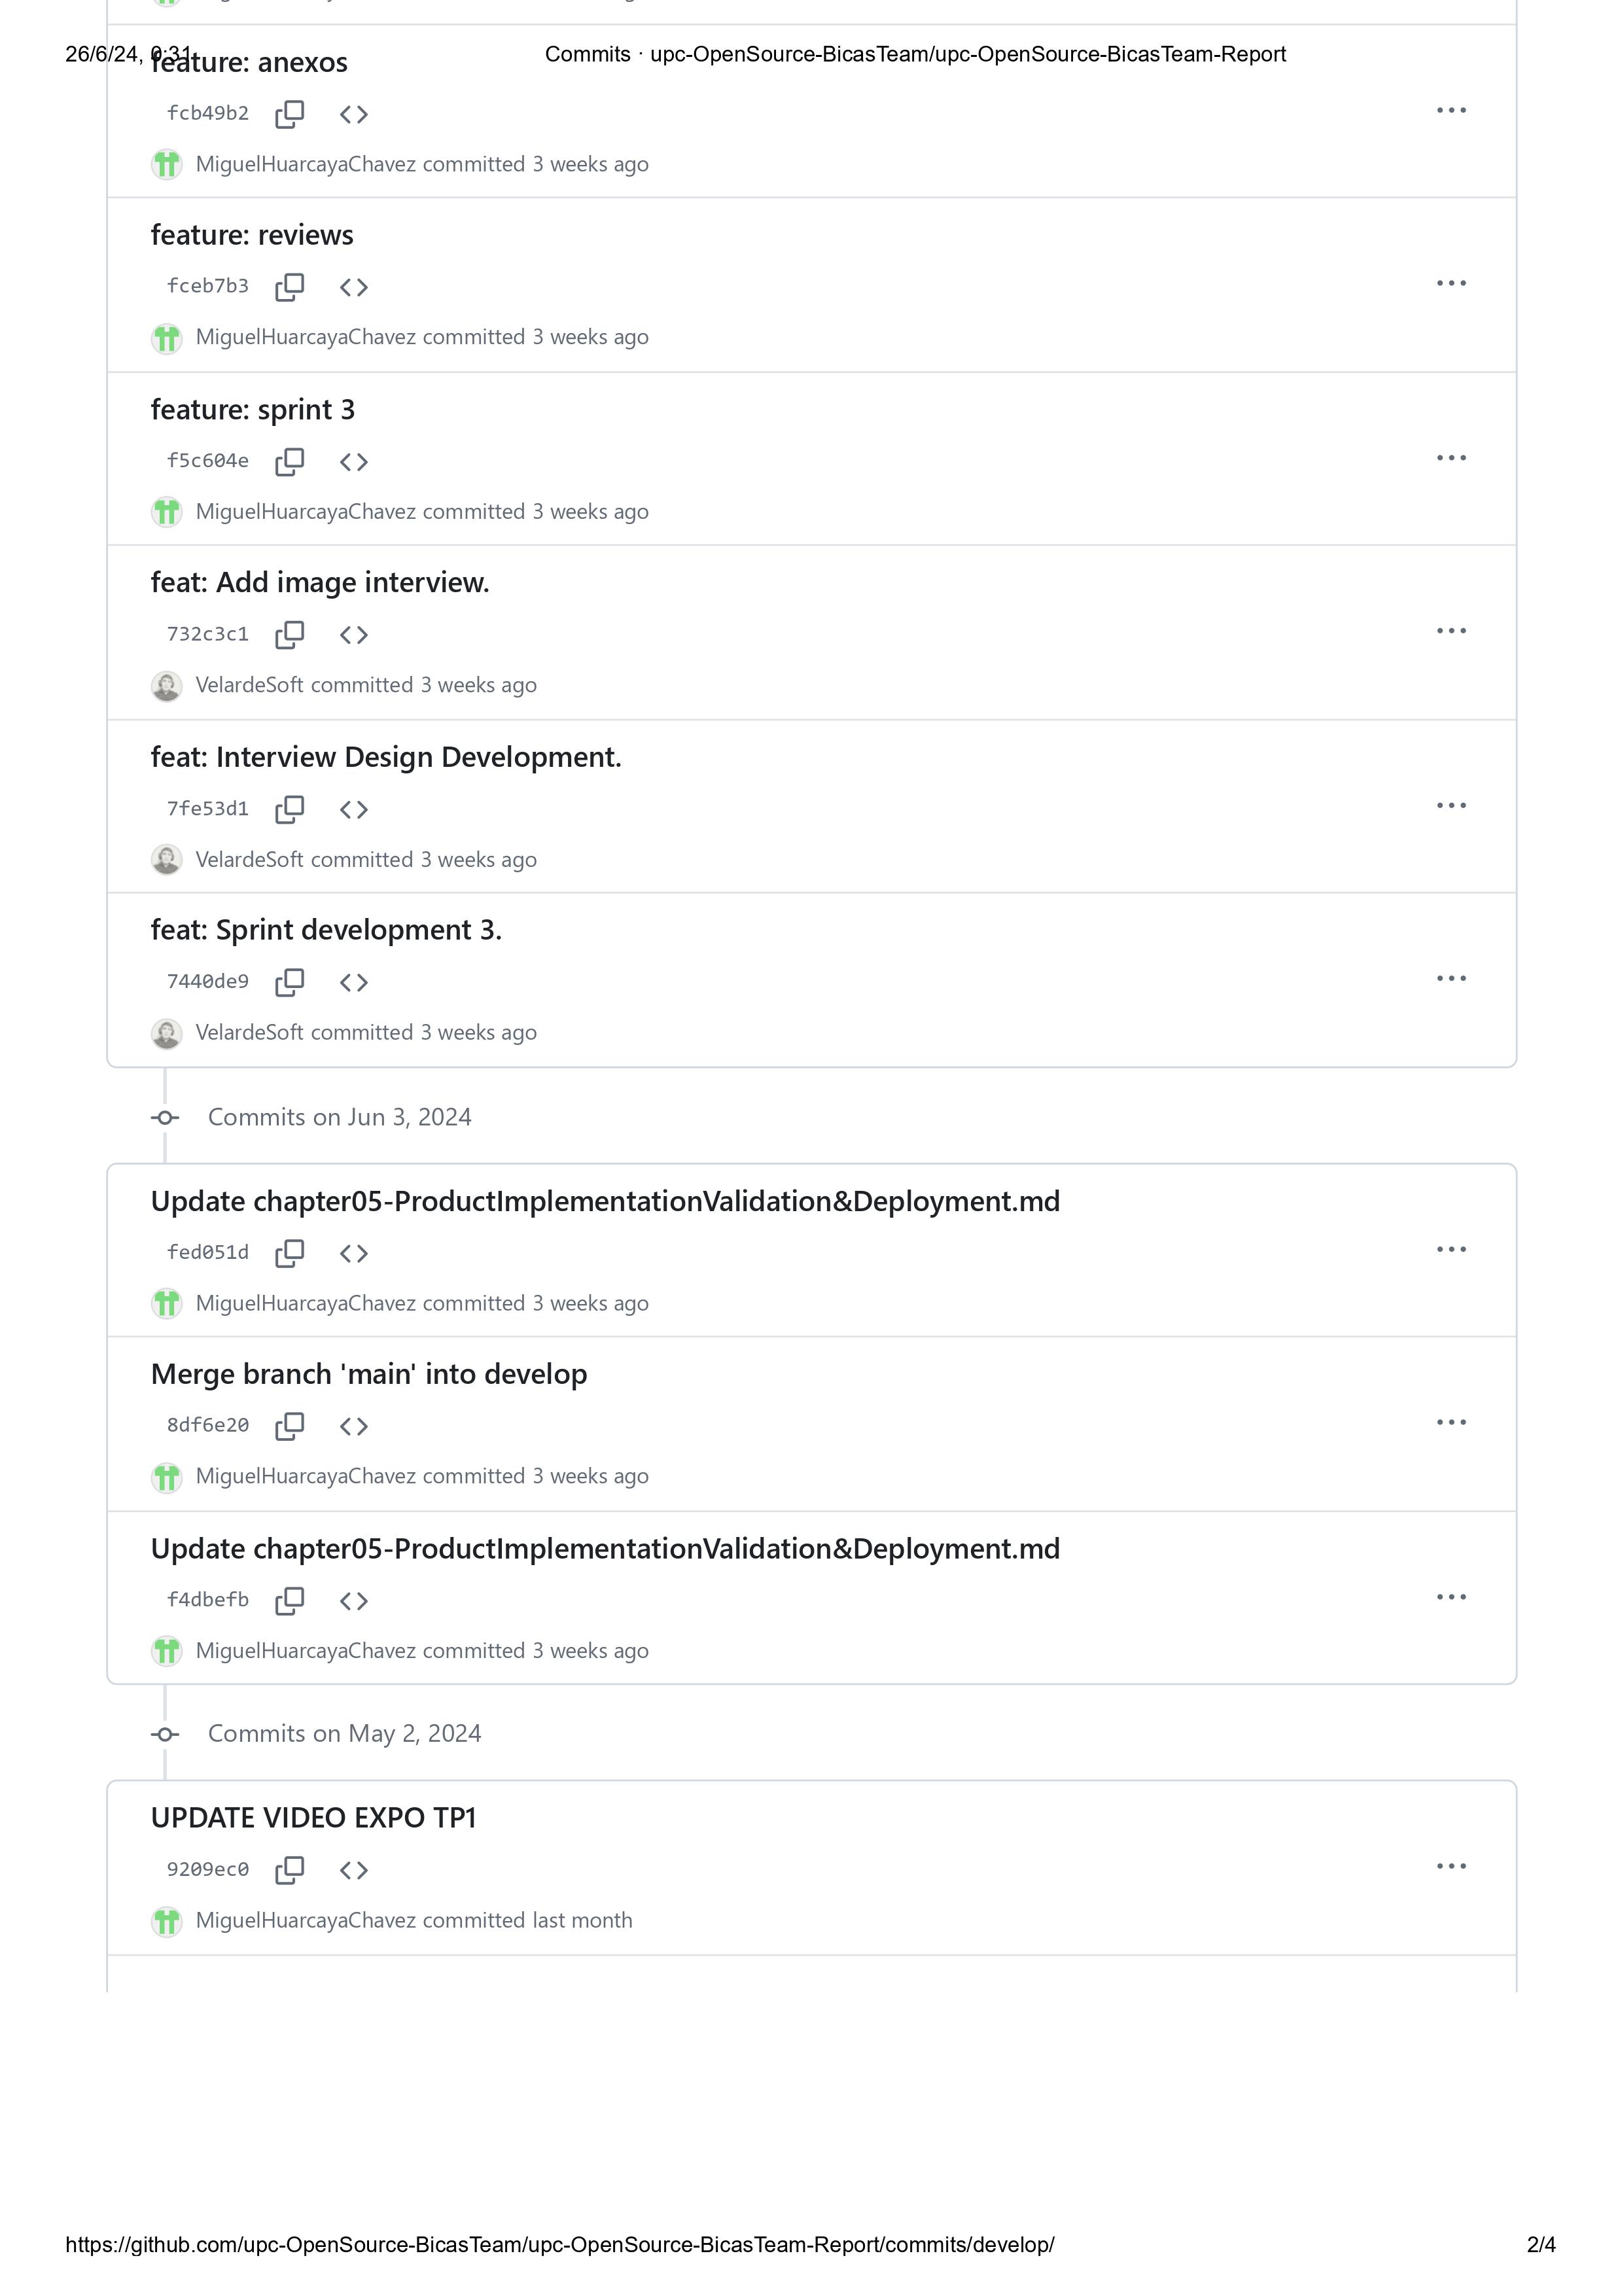 26/6/24, 0:31
Commits · upc-OpenSource-BicasTeam/upc-OpenSource-BicasTeam-Report
feature: anexos
fcb49b2
MiguelHuarcayaChavez committed 3 weeks ago
feature: reviews
fceb7b3
MiguelHuarcayaChavez committed 3 weeks ago
feature: sprint 3
f5c604e
MiguelHuarcayaChavez committed 3 weeks ago
feat: Add image interview.
732c3c1
VelardeSoft committed 3 weeks ago
feat: Interview Design Development.
7fe53d1
VelardeSoft committed 3 weeks ago
feat: Sprint development 3.
7440de9
VelardeSoft committed 3 weeks ago
Commits on Jun 3, 2024
Update chapter05-ProductImplementationValidation&Deployment.md
fed051d
MiguelHuarcayaChavez committed 3 weeks ago
Merge branch 'main' into develop
8df6e20
MiguelHuarcayaChavez committed 3 weeks ago
Update chapter05-ProductImplementationValidation&Deployment.md
f4dbefb
MiguelHuarcayaChavez committed 3 weeks ago
Commits on May 2, 2024
UPDATE VIDEO EXPO TP1
9209ec0
MiguelHuarcayaChavez committed last month
https://github.com/upc-OpenSource-BicasTeam/upc-OpenSource-BicasTeam-Report/commits/develop/
2/4